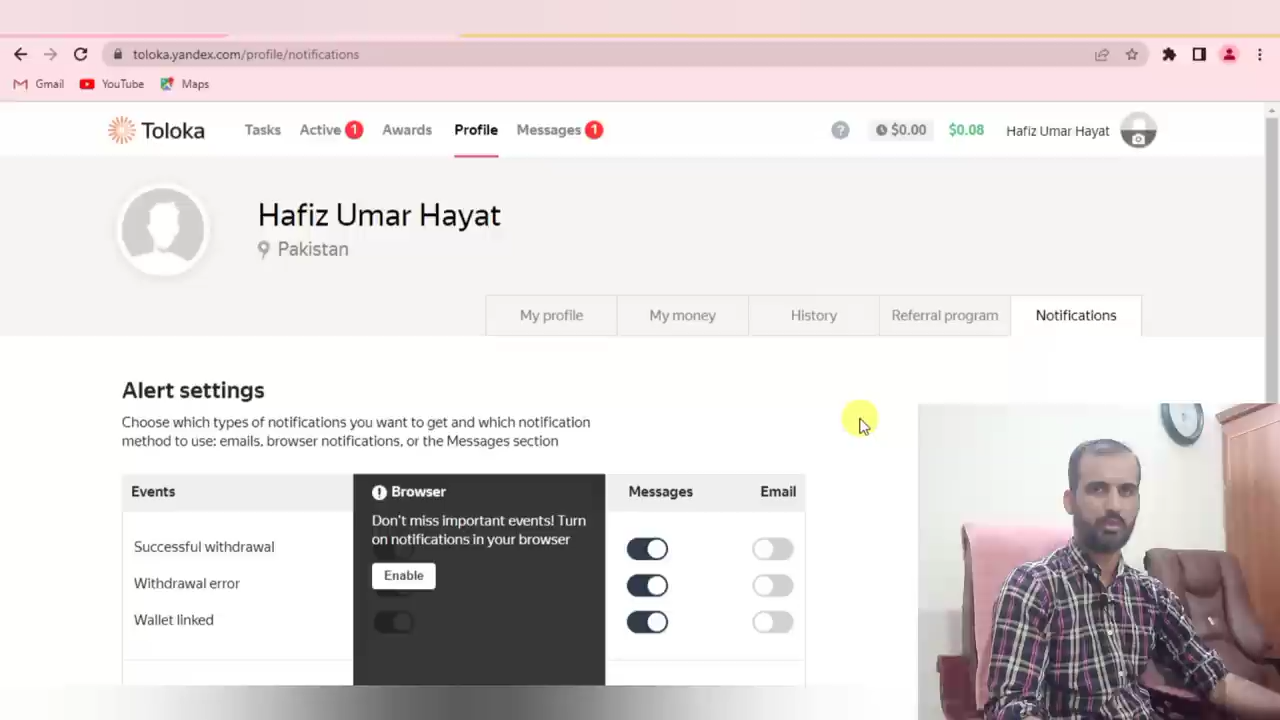 toloka.yandex.com/profile/notifications
Gmail YouTube Maps
Toloka Tasks Active 1 Awards Profile Messages 1 ? $0.00 $0.08 Hafiz Umar Hayat
Hafiz Umar Hayat
Pakistan
My profile My money History Referral program Notifications
Alert settings
Choose which types of notifications you want to get and which notification
method to use: emails, browser notifications, or the Messages section
Events Browser Messages Email
Don't miss important events! Turn
on notifications in your browser
Enable
Successful withdrawal
Withdrawal error
Wallet linked